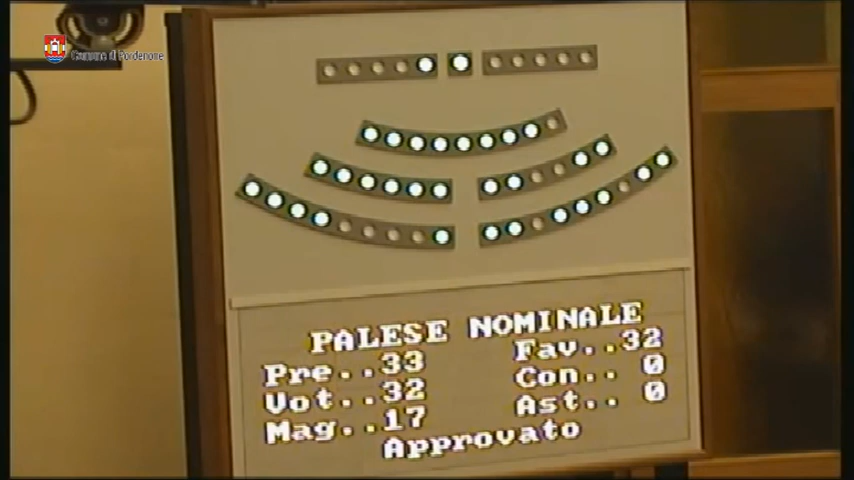 Comune di Pordenone
PALESE NOMINALE
Pre..33 Fav..32
Vot..32 Con.. 0
Mag..17 Ast.. 0
Approvato